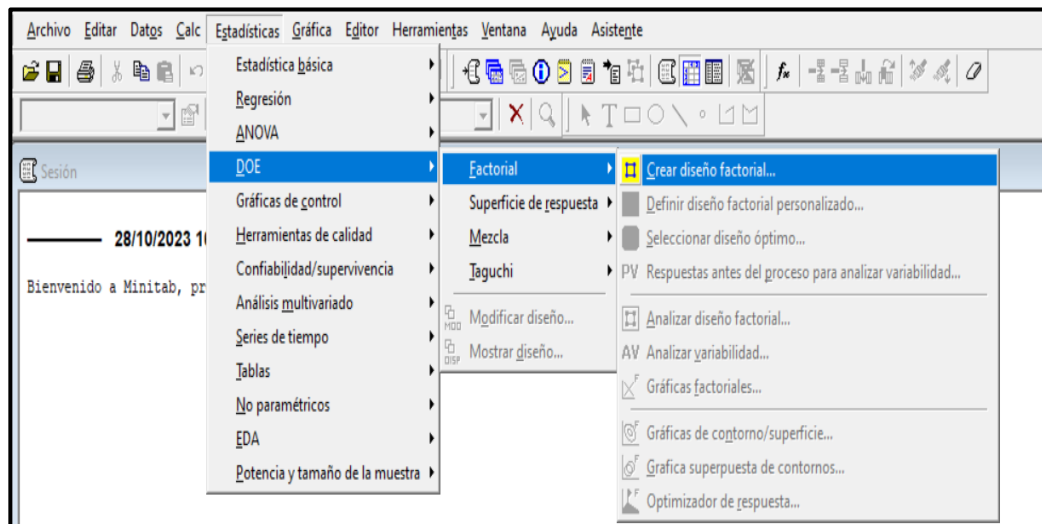 Archivo Editar Datos Calc Estadísticas Gráfica Editor Herramientas Ventana Ayuda Asistente
Sesión
28/10/2023 1
Bienvenido a Minitab, pr
Estadística básica
Regresión
ANOVA
DOE
Gráficas de control
Herramientas de calidad
Confiabilidad/supervivencia
Análisis multivariado
Series de tiempo
Tablas
No paramétricos
EDA
Potencia y tamaño de la muestra
Factorial
Superficie de respuesta
Mezcla
Taguchi
Modificar diseño...
Mostrar diseño...
Crear diseño factorial...
Definir diseño factorial personalizado...
Seleccionar diseño óptimo...
PV Respuestas antes del proceso para analizar variabilidad...
Analizar diseño factorial...
AV Analizar variabilidad...
Gráficas factoriales...
Gráficas de contorno/superficie...
Grafica superpuesta de contornos...
Optimizador de respuesta...